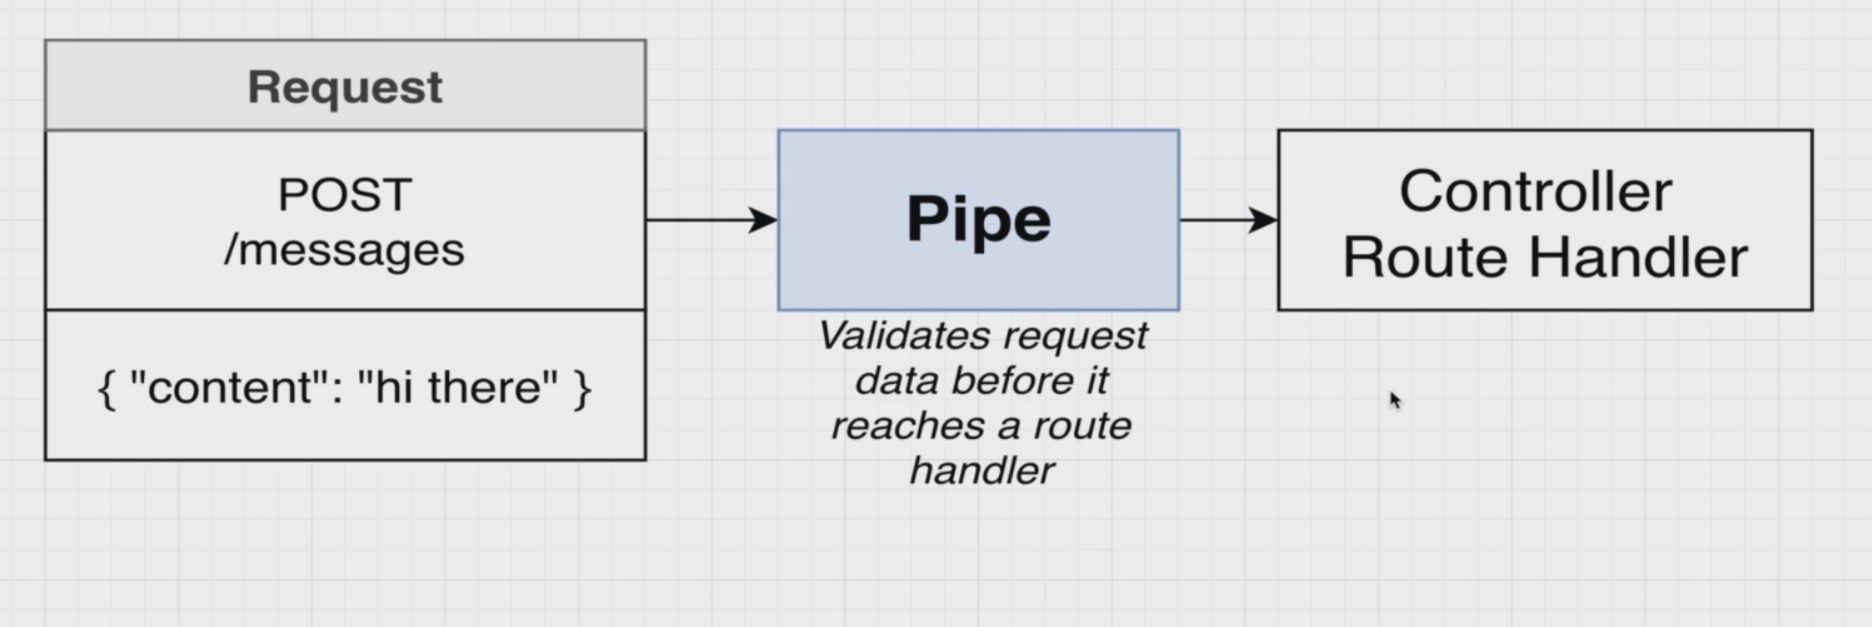 Request
POST
/messages
{ "content": "hi there" }
Pipe
Validates request
data before it
reaches a route
handler
Controller
Route Handler